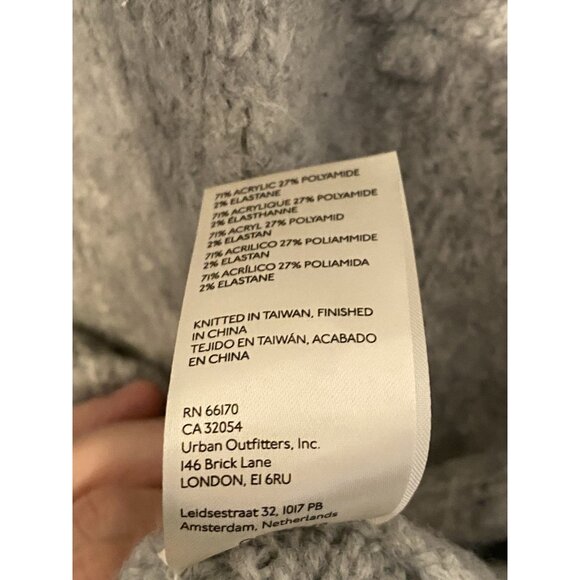 71% ACRYLIC 27% POLYAMIDE
2% ELASTANE
71% ACRYLIQUE 27% POLYAMIDE
2% ÉLASTHANNE
71% ACRYL 27% POLYAMID
2% ELASTAN
71% ACRILICO 27% POLIAMMIDE
2% ELASTAN
71% ACRÍLICO 27% POLIAMIDA
2% ELASTANE
KNITTED IN TAIWAN, FINISHED
IN CHINA
TEJIDO EN TAIWÁN, ACABADO
EN CHINA
RN 66170
CA 32054
Urban Outfitters, Inc.
146 Brick Lane
LONDON, E1 6RU
Leidsestraat 32, 1017 PB
Amsterdam, Netherlands